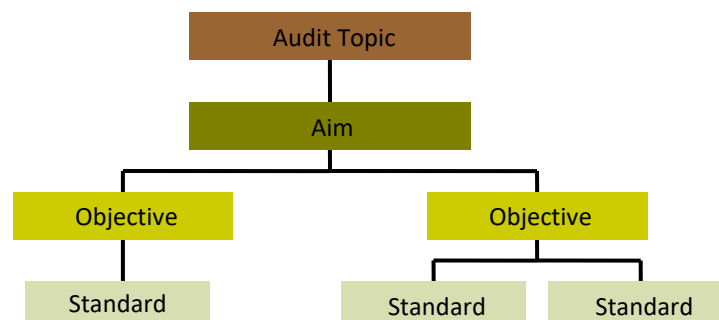 Audit Topic
Aim
Objective
Objective
Standard
Standard
Standard